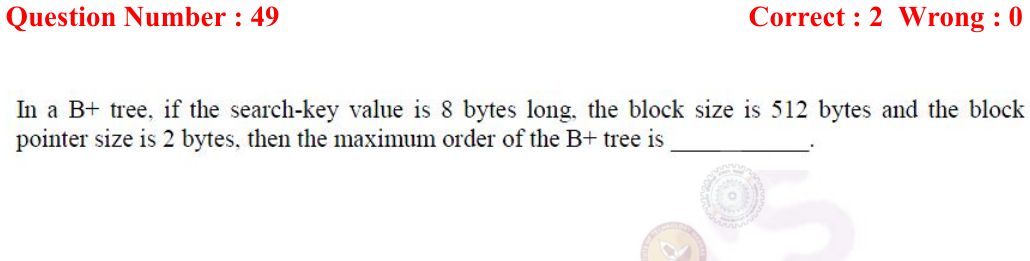 Question Number : 49 Correct : 2 Wrong : 0
In a B+ tree, if the search-key value is 8 bytes long, the block size is 512 bytes and the block
pointer size is 2 bytes, then the maximum order of the B+ tree is ____________.